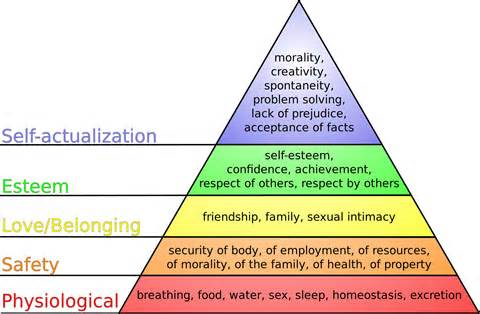 morality,
creativity,
spontaneity,
problem solving,
lack of prejudice,
acceptance of facts
Self-actualization
self-esteem,
confidence, achievement,
respect of others, respect by others
Esteem
friendship, family, sexual intimacy
Love/Belonging
security of body, of employment, of resources,
of morality, of the family, of health, of property
Safety
breathing, food, water, sex, sleep, homeostasis, excretion
Physiological